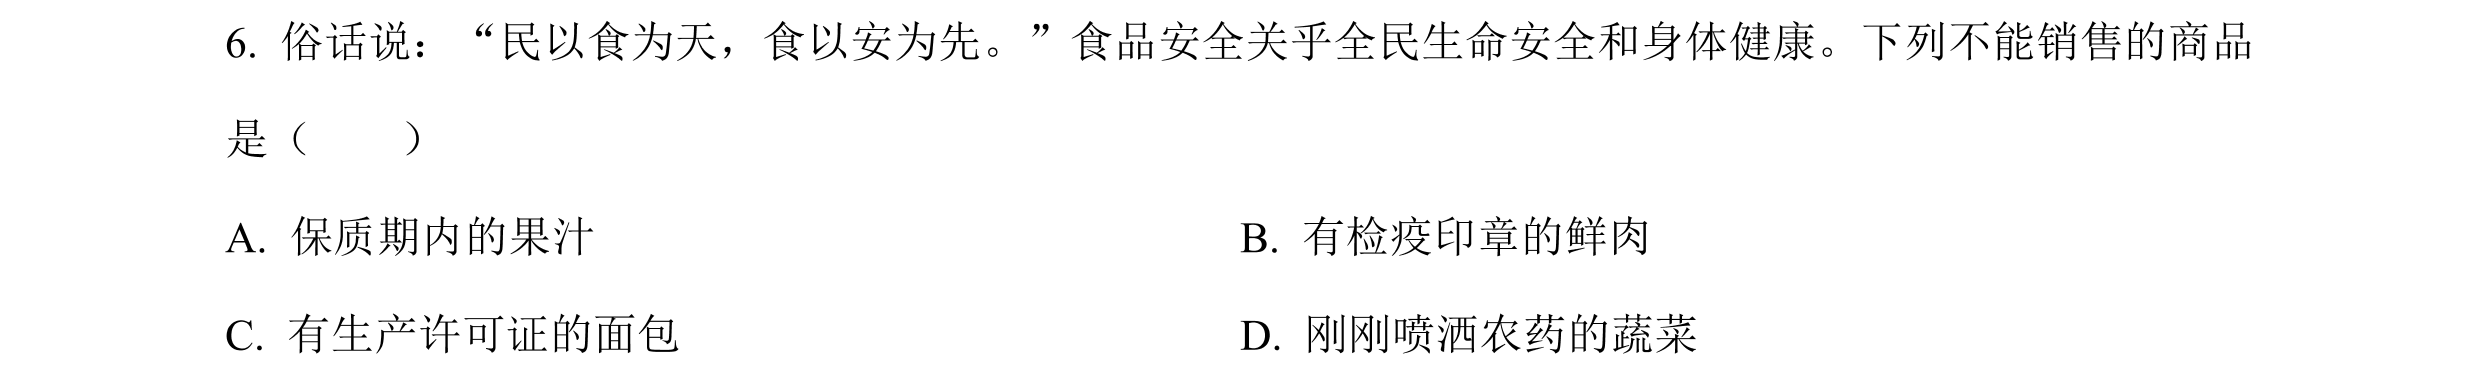 6. 俗话说：“民以食为天，食以安为先。”食品安全关乎全民生命安全和身体健康。下列不能销售的商品
是（　　）
A. 保质期内的果汁　　B. 有检疫印章的鲜肉
C. 有生产许可证的面包　　D. 刚刚喷洒农药的蔬菜